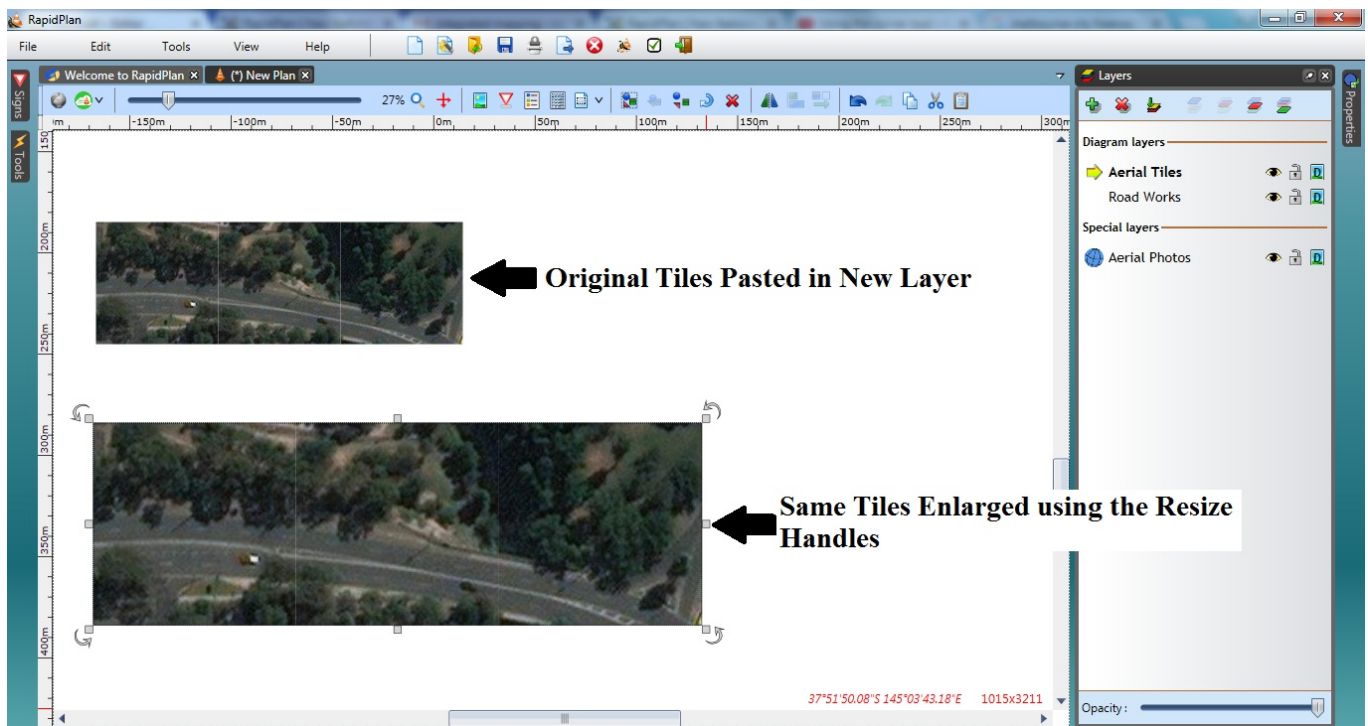 RapidPlan
File Edit Tools View Help
Welcome to RapidPlan (*) New Plan
Layers
27%
-150m -100m -50m 0m 50m 100m 150m 200m 250m 300m
Signs
Tools
Properties
150
200m
250m
300m
350m
400m
Diagram layers
Aerial Tiles
Road Works
Special layers
Aerial Photos
Original Tiles Pasted in New Layer
Same Tiles Enlarged using the Resize
Handles
37°51'50.08"S 145°03'43.18"E 1015x3211
Opacity: